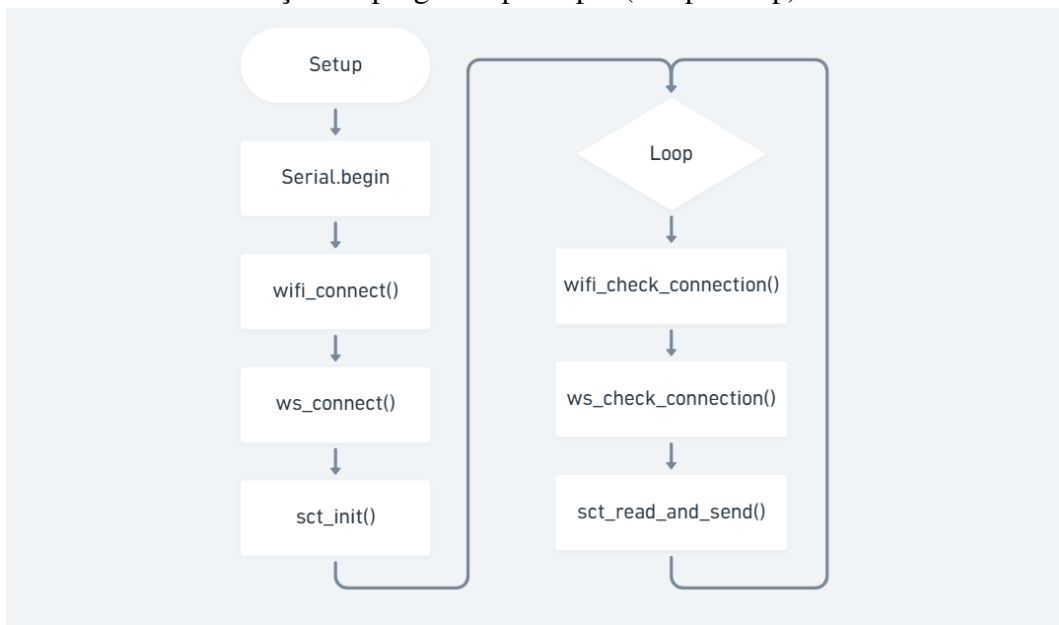 Setup
Serial.begin
wifi_connect()
ws_connect()
sct_init()
Loop
wifi_check_connection()
ws_check_connection()
sct_read_and_send()